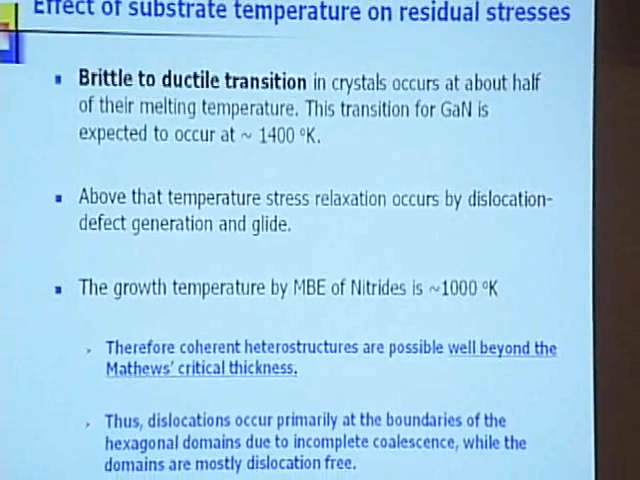 Effect of substrate temperature on residual stresses
Brittle to ductile transition in crystals occurs at about half
of their melting temperature. This transition for GaN is
expected to occur at ~ 1400 ºK.
Above that temperature stress relaxation occurs by dislocation-
defect generation and glide.
The growth temperature by MBE of Nitrides is ~1000 ºK
Therefore coherent heterostructures are possible well beyond the
Mathews' critical thickness.
Thus, dislocations occur primarily at the boundaries of the
hexagonal domains due to incomplete coalescence, while the
domains are mostly dislocation free.